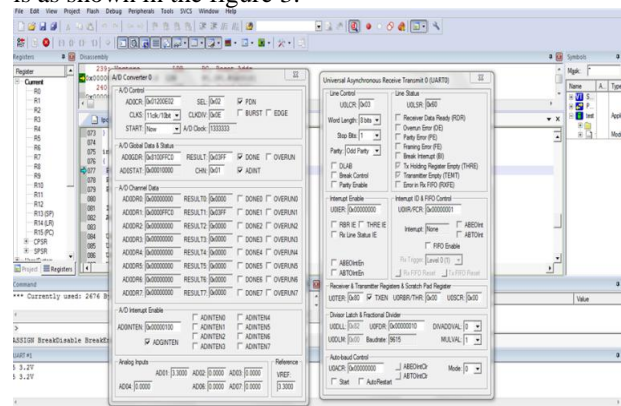 is as shown in the figure 5.
File Edit View Project Flash Debug Peripherals Tools SVCS Window Help
Registers
Disassembly
Symbols
Register
Current
R0
R1
R2
R3
R4
R5
R6
R7
R8
R9
R10
R11
R12
R13 (SP)
R14 (LR)
R15 (PC)
CPSR
SPSR
Project Registers
A/D Converter 0
A/D Control
AD0CR: 0x01200E02 SEL: 0x02 PDN
CLKS: 11clk/10bit CLKDIV: 0x0E BURST EDGE
START: Now A/D Clock: 1333333
A/D Global Data & Status
AD0GDR: 0x8100FFC0 RESULT: 0x03FF DONE OVERRUN
AD0STAT: 0x00010000 CHN: 0x01 ADINT
A/D Channel Data
AD0DR0: 0x00000000 RESULT0: 0x0000 DONE0 OVERUN0
RESULT1: 0x03FF DONE1 OVERUN1
AD0DR2: 0x00000000 RESULT2: 0x0000 DONE2 OVERUN2
AD0DR3: 0x00000000 RESULT3: 0x0000 DONE3 OVERUN3
AD0DR4: 0x00000000 RESULT4: 0x0000 DONE4 OVERUN4
AD0DR5: 0x00000000 RESULT5: 0x0000 DONE5 OVERUN5
AD0DR6: 0x00000000 RESULT6: 0x0000 DONE6 OVERUN6
AD0DR7: 0x00000000 RESULT7: 0x0000 DONE7 OVERUN7
A/D Interrupt Enable
AD0INTEN: 0x00000100
ADGINTEN
ADINTEN0 ADINTEN4
ADINTEN1 ADINTEN5
ADINTEN2 ADINTEN6
ADINTEN3 ADINTEN7
Analog Inputs
AD01: 3.3000 AD02: 0.0000 AD03: 0.0000
AD04: 0.0000 AD06: 0.0000 AD07: 0.0000
Reference
VREF:
3.3000
Universal Asynchronous Receive Transmit 0 (UART0)
Line Control
U0LCR: 0x03
Word Length: 8 bits
Stop Bits: 1
Parity: Odd Parity
DLAB
Break Control
Parity Enable
Line Status
U0LSR: 0x60
Receiver Data Ready (RDR)
Overrun Error (OE)
Parity Error (PE)
Framing Error (FE)
Break Interrupt (BI)
Tx Holding Register Empty (THRE)
Transmitter Empty (TEMT)
Error in Rx FIFO (RXFE)
Interrupt Enable
U0IER: 0x00000000
RBR IE THRE IE
Rx Line Status IE
ABEOIntEn
ABTOIntEn
Interrupt ID & FIFO Control
U0IIR/FCR: 0x00000001
Interrupt: None
ABEOInt
ABTOInt
FIFO Enable
Rx Trigger: Level 0 (1)
Rx FIFO Reset Tx FIFO Reset
Receiver & Transmitter Registers & Scratch Pad Register
U0TER: 0x80 TXEN U0RBR/THR: 0x00 U0SCR: 0x00
Divisor Latch & Fractional Divider
U0DLL: 0x62 U0FDR: 0x00000010 DIVADDVAL: 0
U0DLM: 0x00 Baudrate: 9615 MULVAL: 1
Auto-baud Control
U0ACR: 0x00000000 ABEOIntClr Mode: 0
ABTOIntClr
Start AutoRestart
Name
Value
Command
*** Currently used: 2676 B
>
ASSIGN BreakDisable BreakEn
UART #1
5 3.2V
5 3.2V